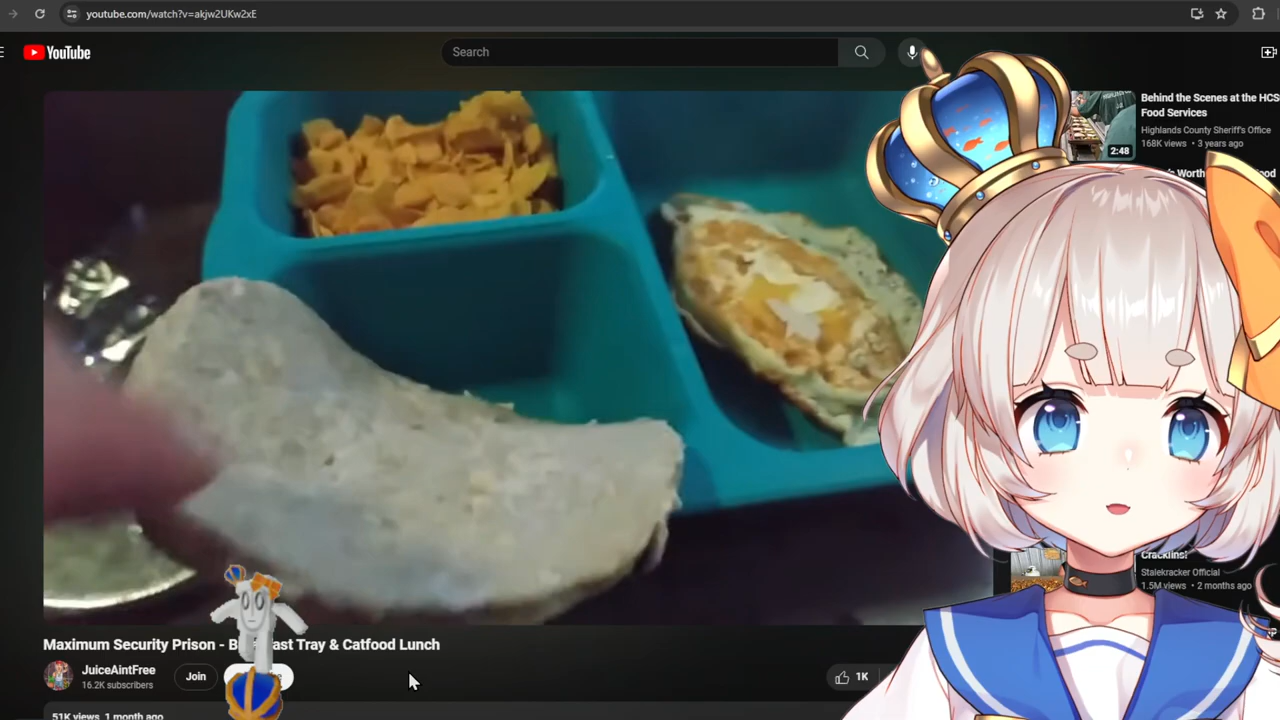 youtube.com/watch?v=akjw2UKw2xE
YouTube
Search
Behind the Scenes at the HCS
Food Services
Highlands County Sheriff's Office
168K views • 3 years ago
2:48
Cracklins!
Stalekracker Official
1.5M views • 2 months ago
Maximum Security Prison - Tray & Catfood Lunch
JuiceAintFree
16.2K subscribers
Join
1K
51K views 1 month ago